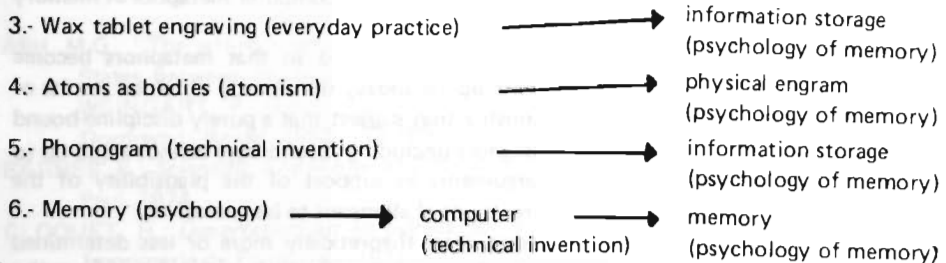 3.- Wax tablet engraving (everyday practice) → information storage
(psychology of memory)
4.- Atoms as bodies (atomism) → physical engram
(psychology of memory)
5.- Phonogram (technical invention) → information storage
(psychology of memory)
6.- Memory (psychology) → computer → memory
(technical invention) (psychology of memory)